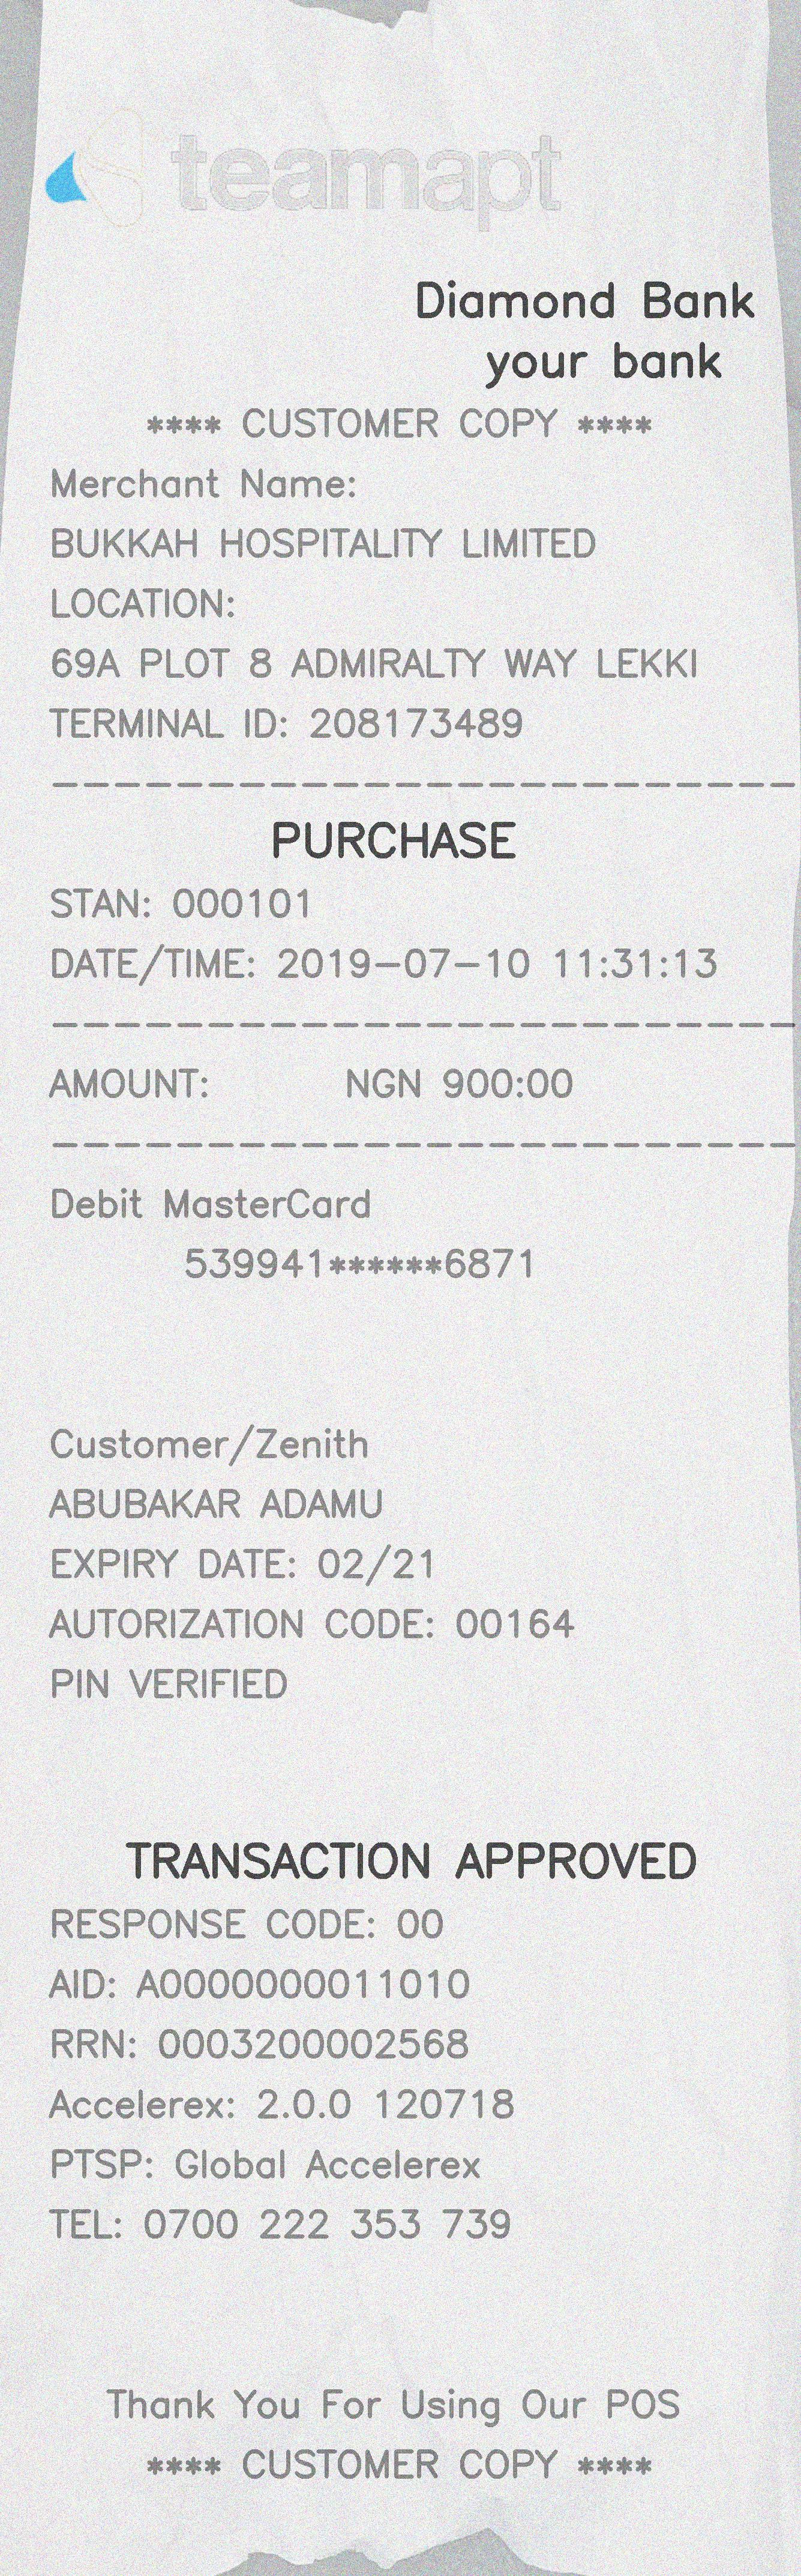 teamapt
Diamond Bank
your bank
**** CUSTOMER COPY ****
Merchant Name:
BUKKAH HOSPITALITY LIMITED
LOCATION:
69A PLOT 8 ADMIRALTY WAY LEKKI
TERMINAL ID: 208173489
------------------------
PURCHASE
STAN: 000101
DATE/TIME: 2019-07-10 11:31:13
------------------------
AMOUNT: NGN 900:00
------------------------
Debit MasterCard
539941******6871
Customer/Zenith
ABUBAKAR ADAMU
EXPIRY DATE: 02/21
AUTORIZATION CODE: 00164
PIN VERIFIED
TRANSACTION APPROVED
RESPONSE CODE: 00
AID: A0000000011010
RRN: 0003200002568
Accelerex: 2.0.0 120718
PTSP: Global Accelerex
TEL: 0700 222 353 739
Thank You For Using Our POS
**** CUSTOMER COPY ****